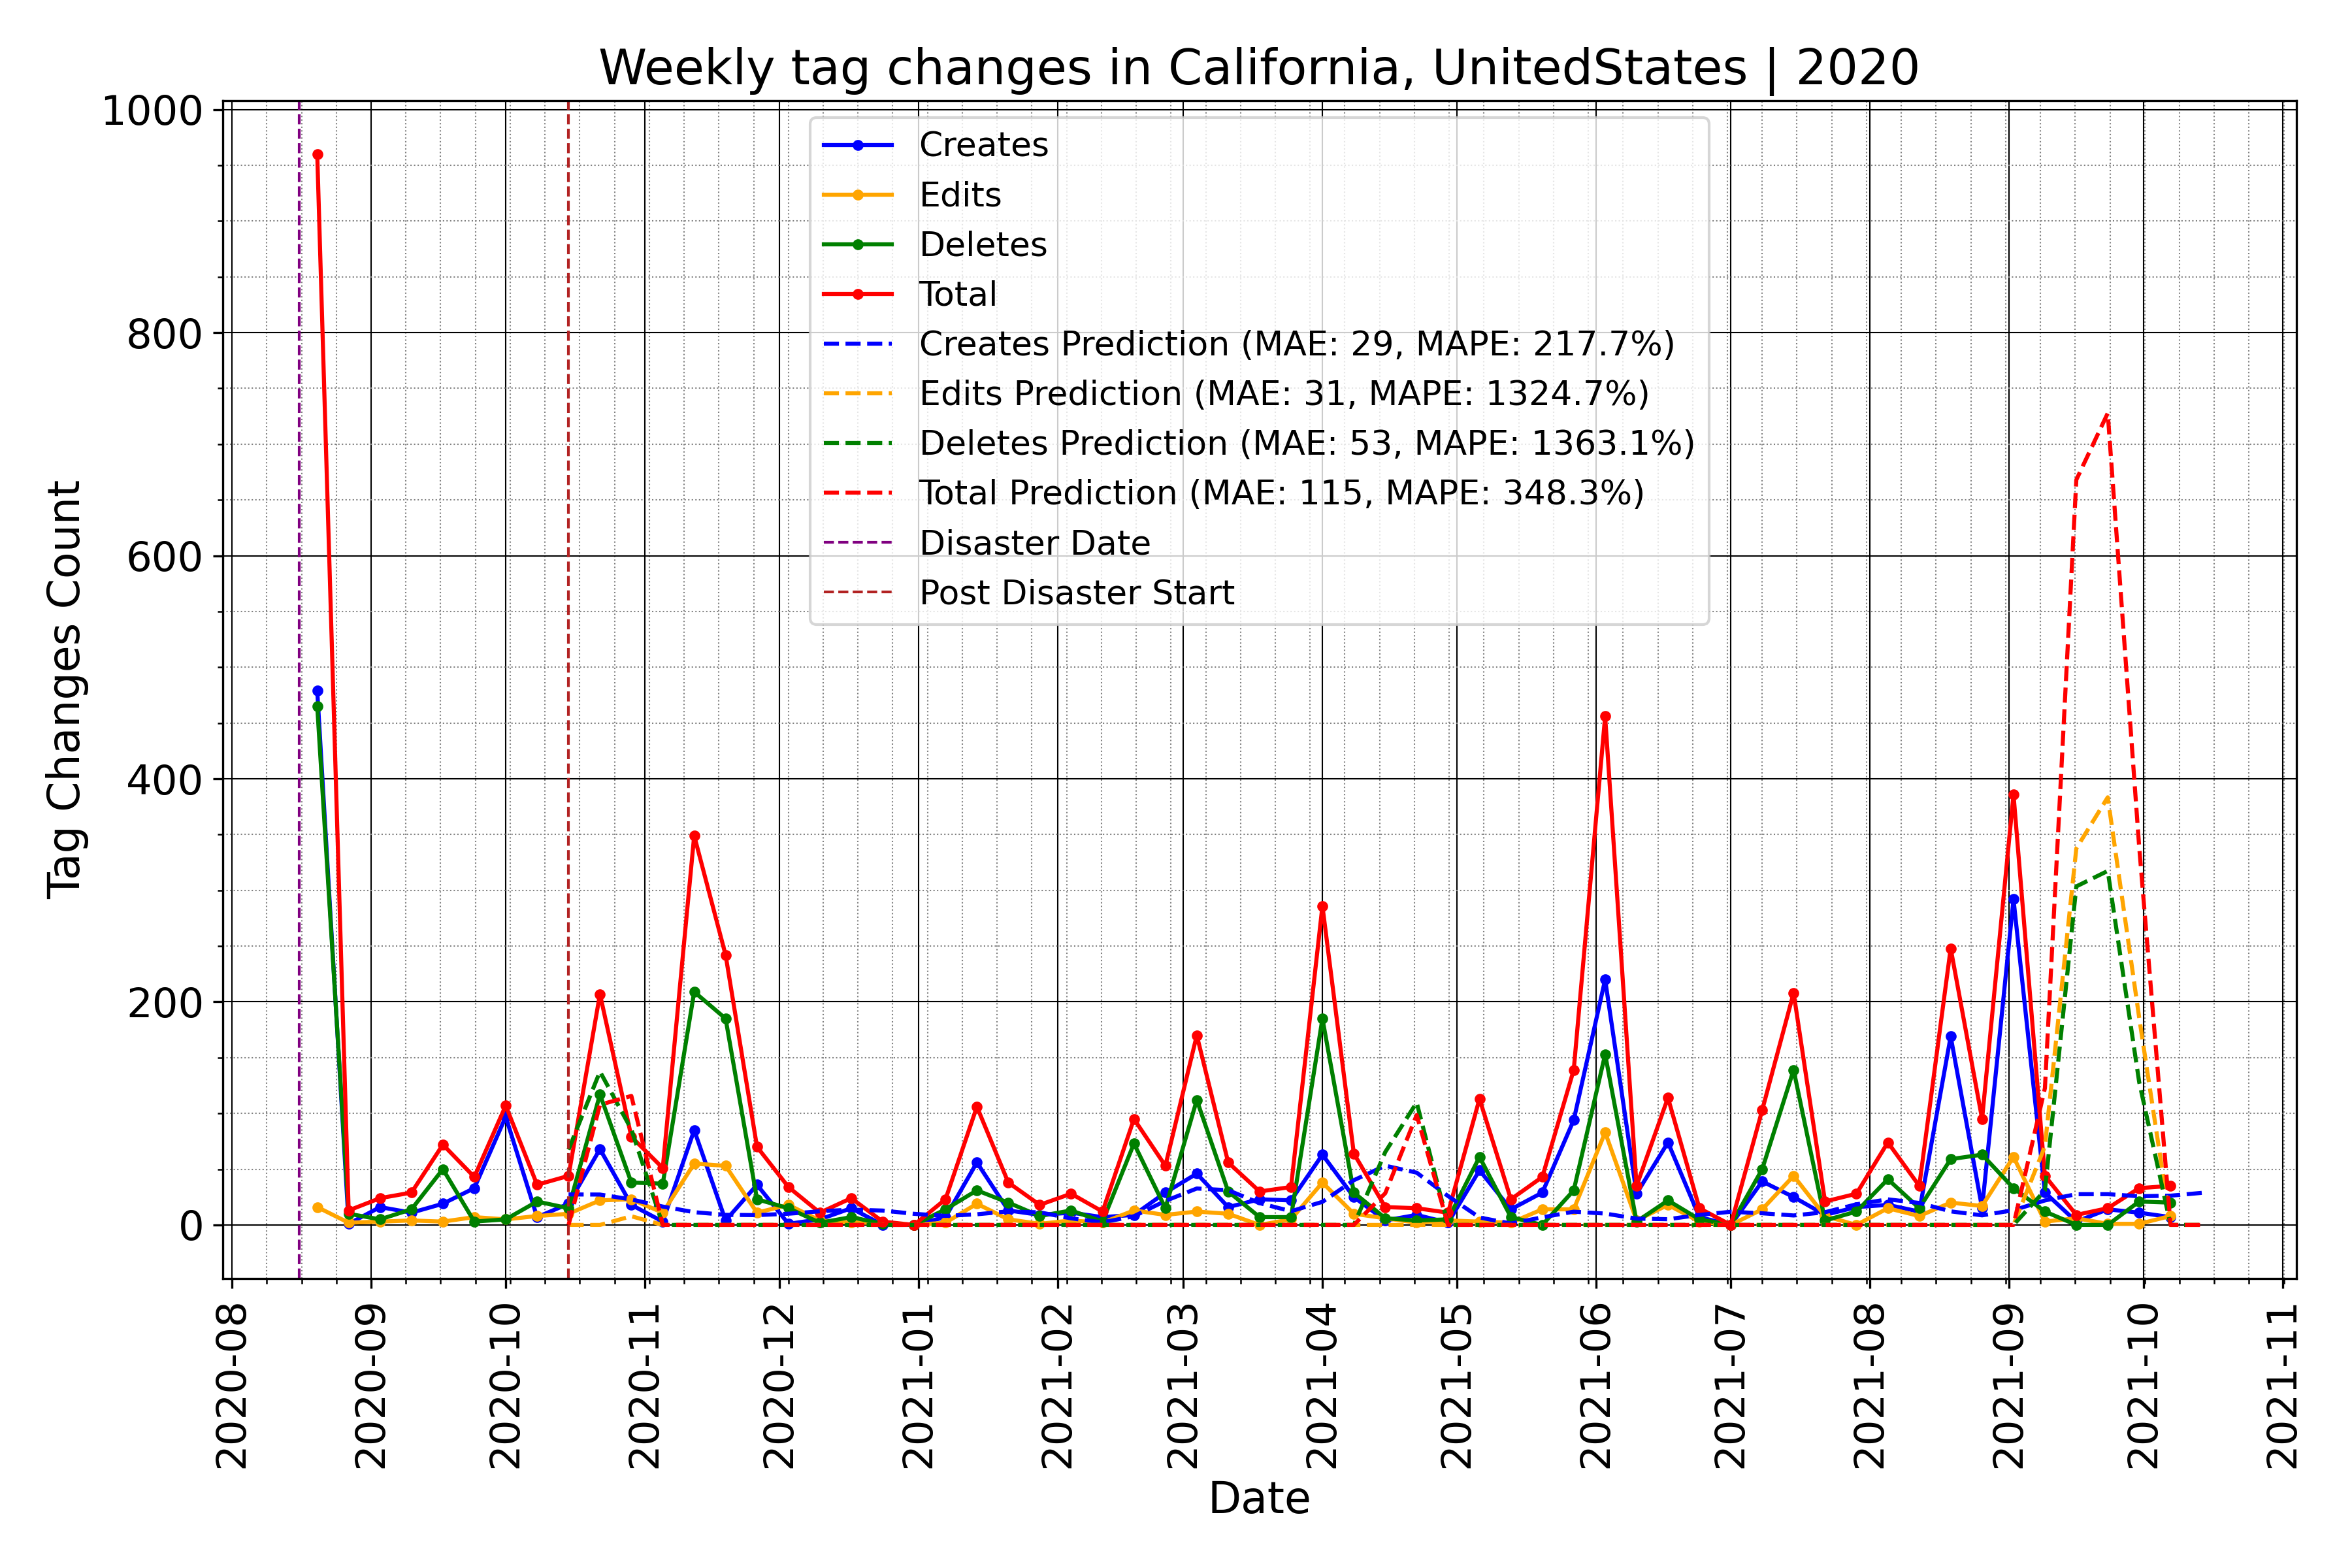 Weekly tag changes in California, UnitedStates | 2020
1000
800
600
400
200
0
Tag Changes Count
Creates
Edits
Deletes
Total
Creates Prediction (MAE: 29, MAPE: 217.7%)
Edits Prediction (MAE: 31, MAPE: 1324.7%)
Deletes Prediction (MAE: 53, MAPE: 1363.1%)
Total Prediction (MAE: 115, MAPE: 348.3%)
Disaster Date
Post Disaster Start
2020-08
2020-09
2020-10
2020-11
2020-12
2021-01
2021-02
2021-03
2021-04
2021-05
2021-06
2021-07
2021-08
2021-09
2021-10
2021-11
Date